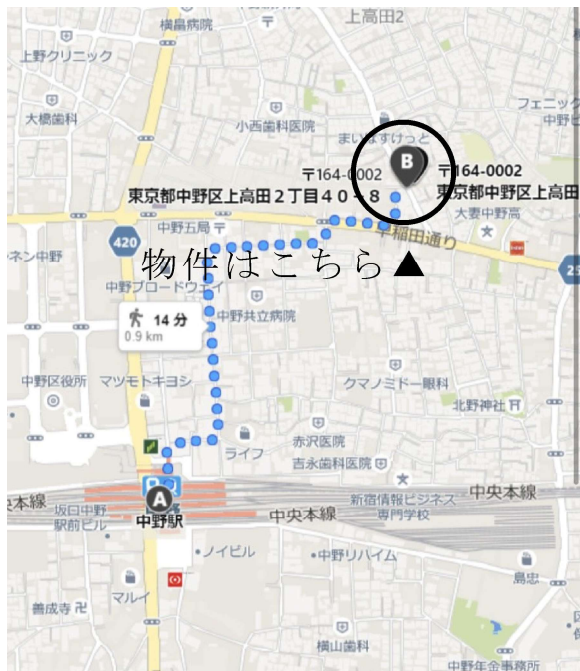 上高田2
横畠病院
上野クリニック
大橋歯科
小西歯科医院
フェニック
中野ビ
まいばすけっと
B
〒164-0002
〒164-0002
東京都中野区上高田２丁目４０-８
東京都中野区上高田
大妻中野高
中野五局
早稲田通り
420
物件はこちら▲
ネン中野
中野ブロードウェイ
14 分
0.9 km
中野共立病院
中野区役所
マツモトキヨシ
クマノミドー眼科
北野神社
ライフ
赤沢医院
吉永歯科医院
A
中野駅
中央本線
中央本線
央本線
新宿情報ビジネス
専門学校
坂口中野
駅前ビル
ノイビル
中野リハイム
島忠
マルイ
善成寺
横山歯科
中野年金事務所